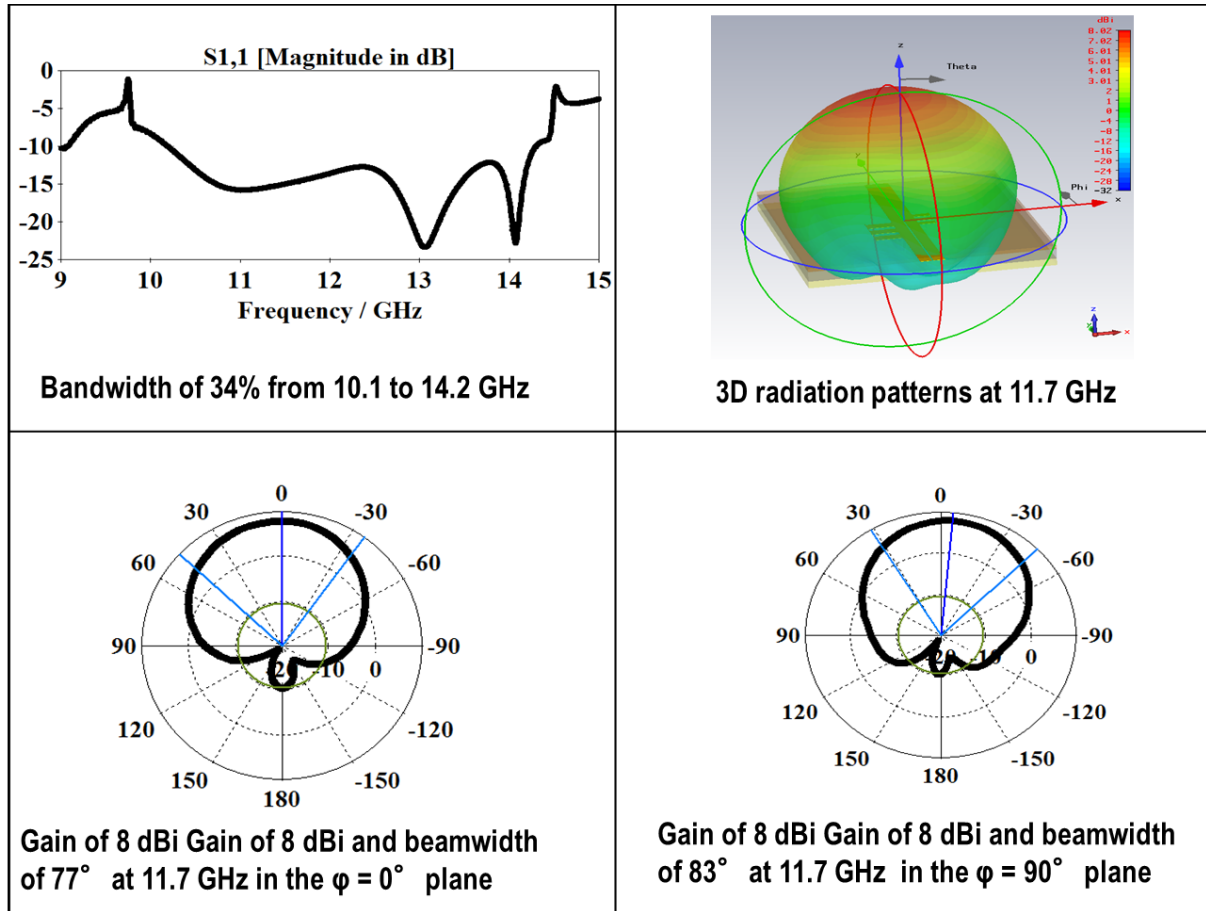 S1,1 [Magnitude in dB]
0
-5
-10
-15
-20
-25
9 10 11 12 13 14 15
Frequency / GHz
Bandwidth of 34% from 10.1 to 14.2 GHz
dBi
8.02
6.01
5.01
4.01
3.01
2
1
0
-4
-8
-12
-16
-20
-24
-28
-32
z
Theta
y
Phi
x
z
y
x
3D radiation patterns at 11.7 GHz
0
30 -30
60 -60
90 -90
-20 -10 0
120 -120
150 -150
180
Gain of 8 dBi Gain of 8 dBi and beamwidth
of 77° at 11.7 GHz in the φ = 0° plane
0
30 -30
60 -60
90 -90
-20 -10 0
120 -120
150 -150
180
Gain of 8 dBi Gain of 8 dBi and beamwidth
of 83° at 11.7 GHz in the φ = 90° plane